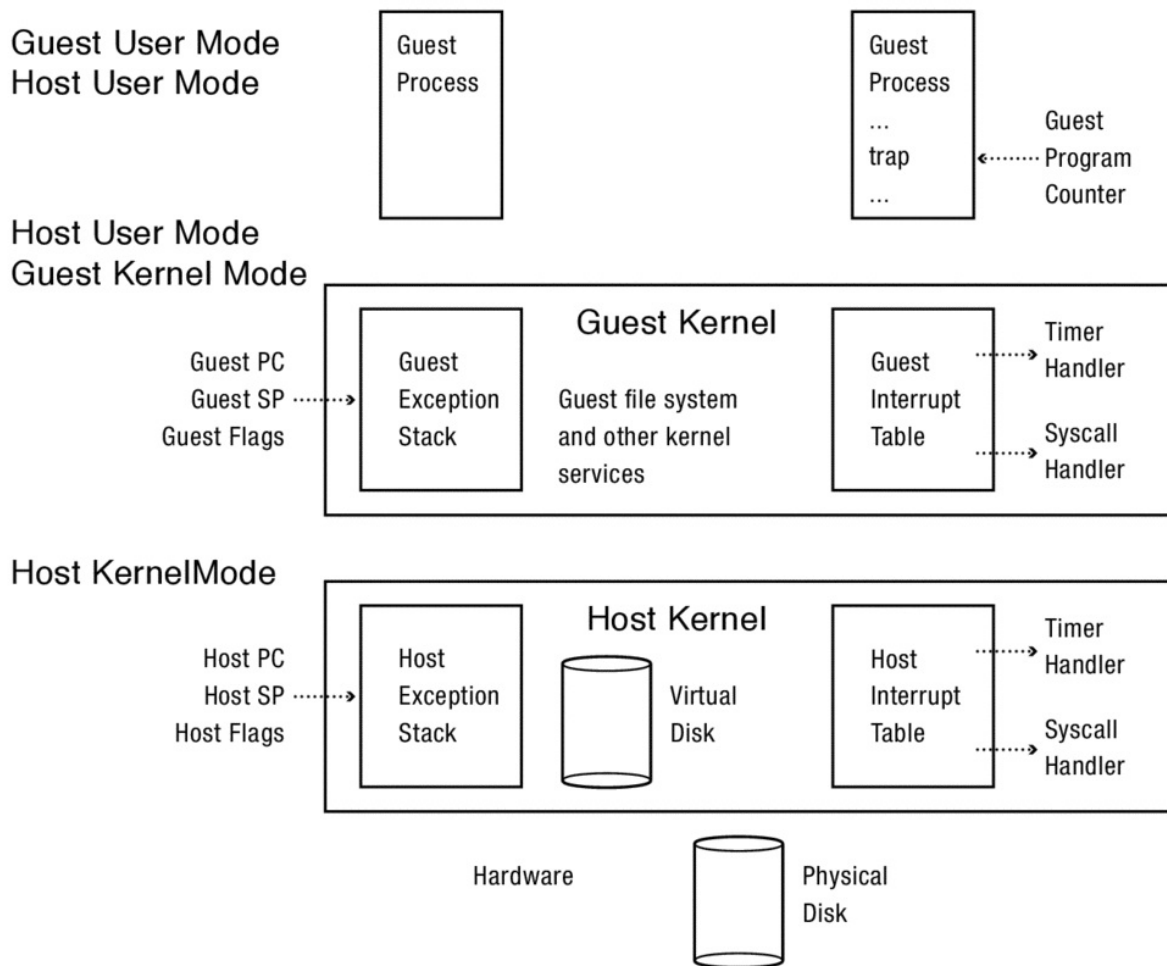 Guest User Mode
Host User Mode
Guest
Process
Guest
Process
...
trap
...
Guest
Program
Counter
Host User Mode
Guest Kernel Mode
Guest Kernel
Guest PC
Guest SP
Guest Flags
Guest
Exception
Stack
Guest file system
and other kernel
services
Guest
Interrupt
Table
Timer
Handler
Syscall
Handler
Host KernelMode
Host Kernel
Host PC
Host SP
Host Flags
Host
Exception
Stack
Virtual
Disk
Host
Interrupt
Table
Timer
Handler
Syscall
Handler
Hardware
Physical
Disk